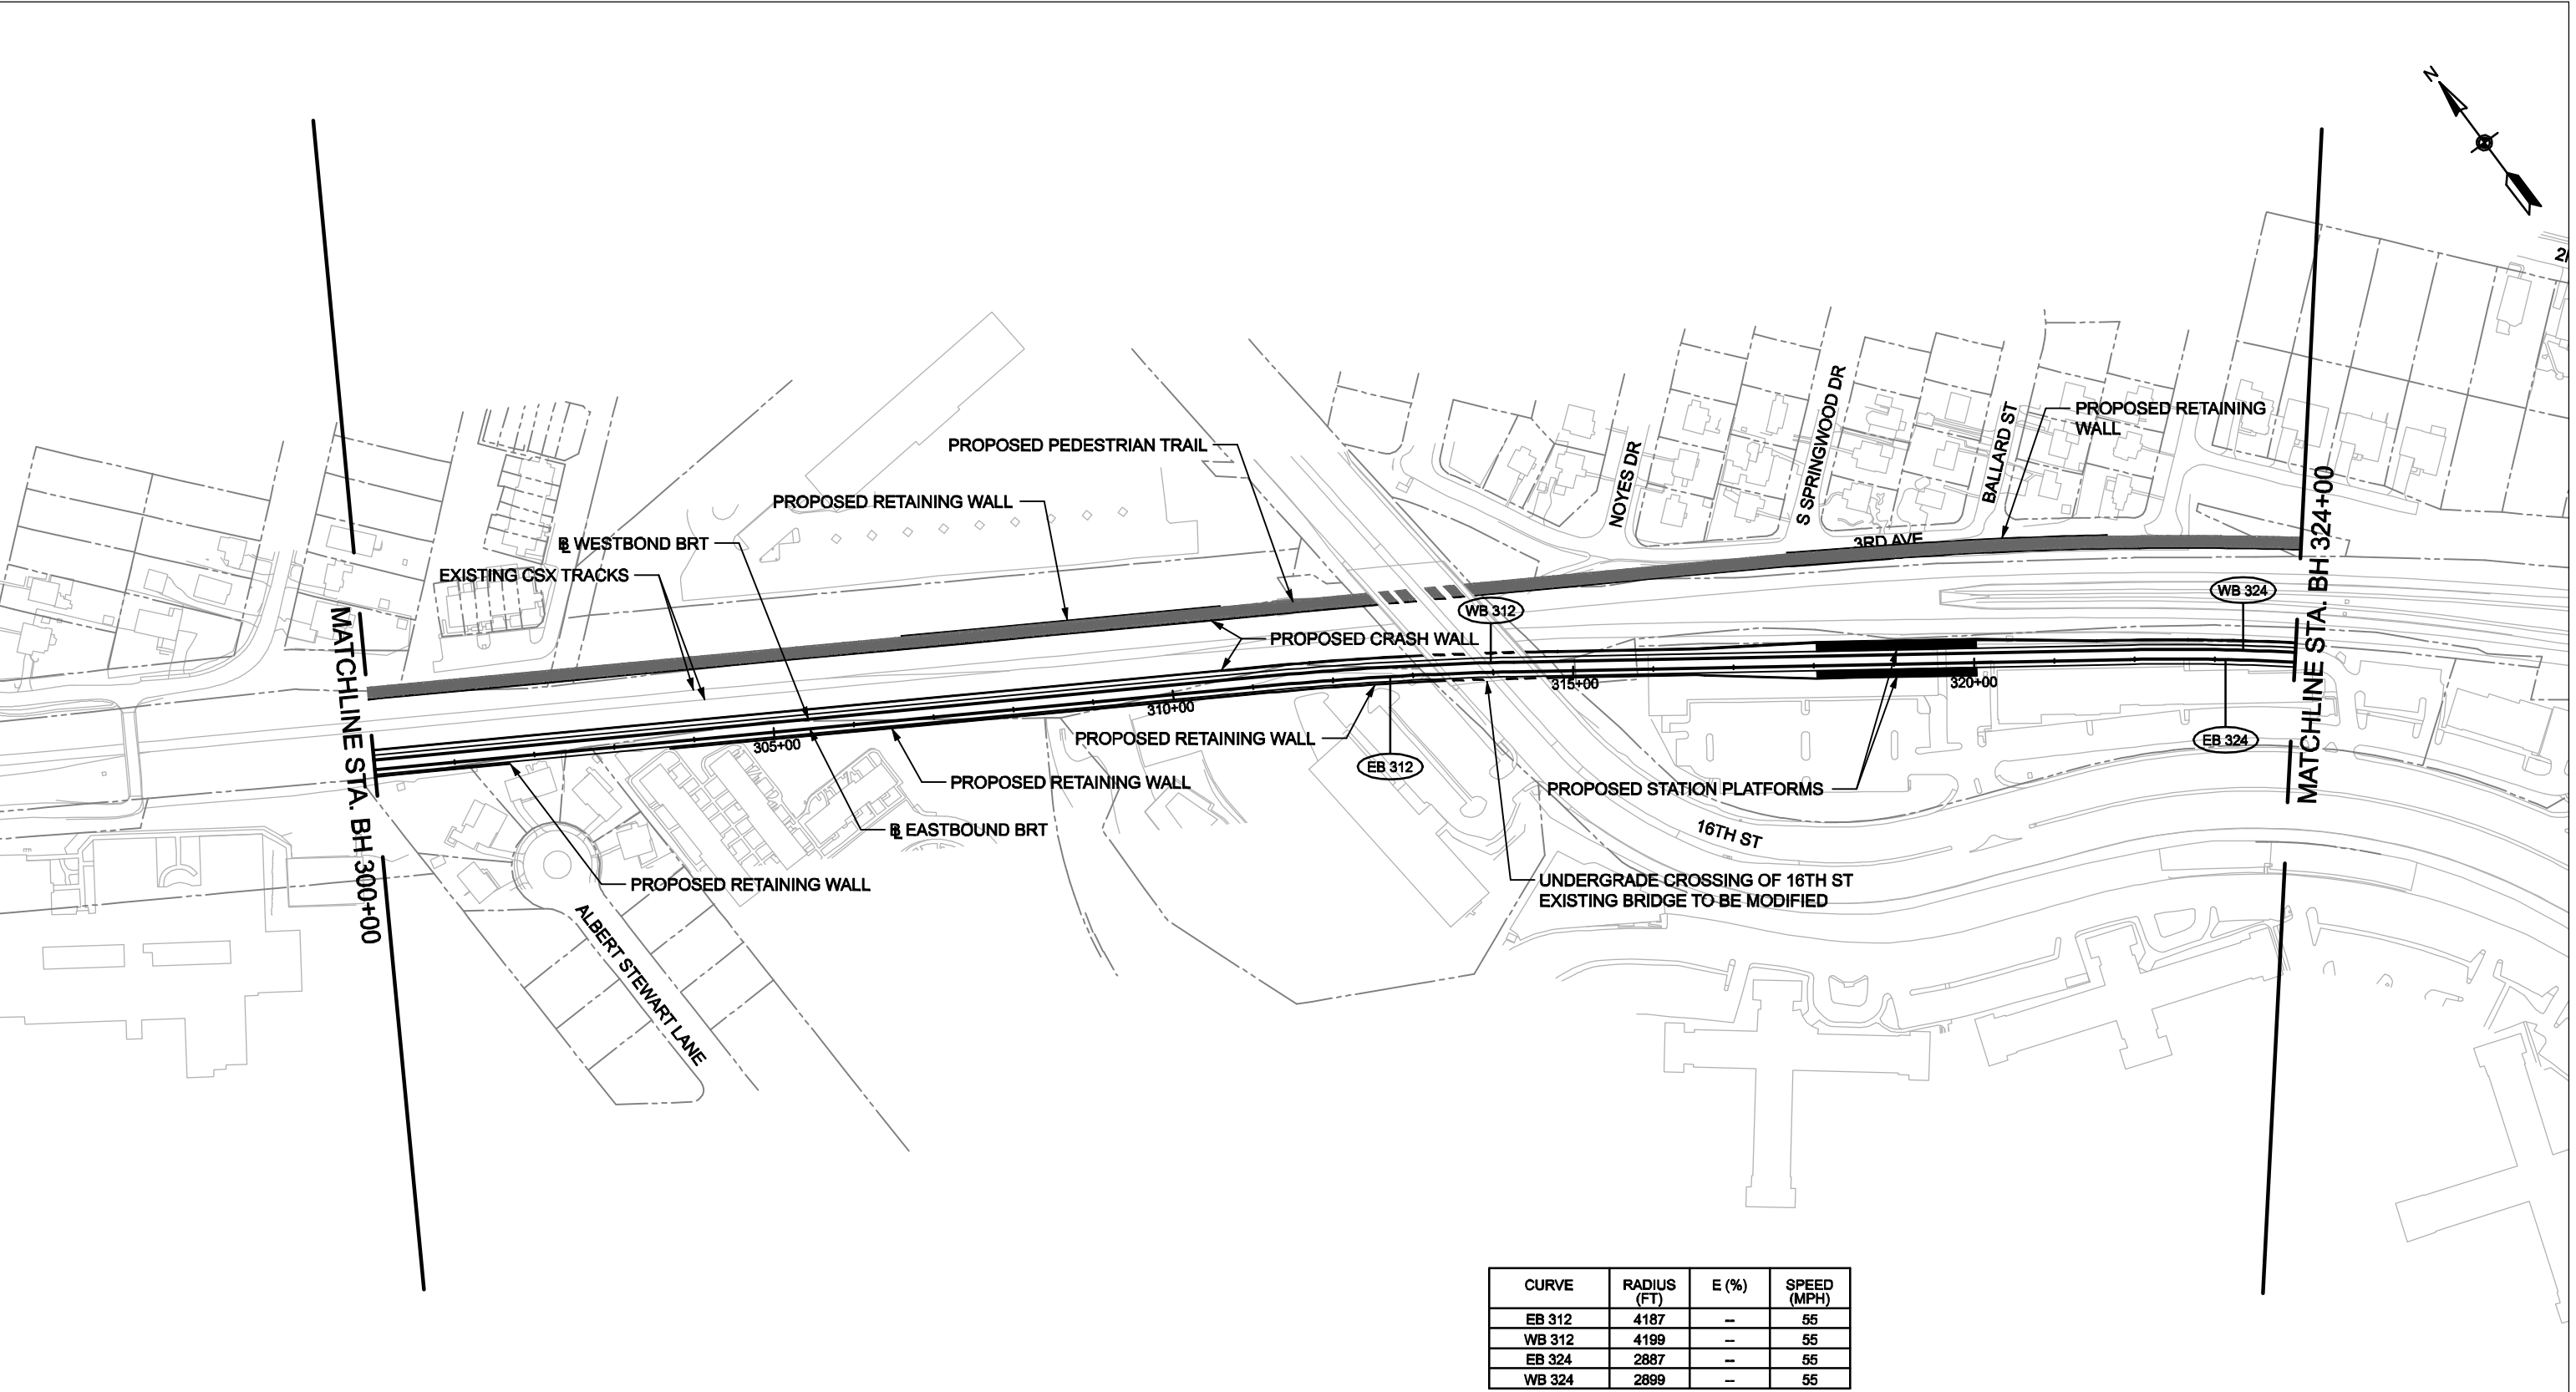 N
2
PROPOSED RETAINING
WALL
PROPOSED PEDESTRIAN TRAIL
S SPRINGWOOD DR
BALLARD ST
NOYES DR
PROPOSED RETAINING WALL
3RD AVE
BL WESTBOND BRT
EXISTING CSX TRACKS
WB 312
WB 324
PROPOSED CRASH WALL
MATCHLINE STA. BH 300+00
MATCHLINE STA. BH 324+00
305+00
310+00
315+00
320+00
PROPOSED RETAINING WALL
EB 312
EB 324
PROPOSED RETAINING WALL
PROPOSED STATION PLATFORMS
BL EASTBOUND BRT
16TH ST
PROPOSED RETAINING WALL
UNDERGRADE CROSSING OF 16TH ST
EXISTING BRIDGE TO BE MODIFIED
ALBERT STEWART LANE
CURVE RADIUS (FT) E (%) SPEED (MPH)
EB 312 4187 -- 55
WB 312 4199 -- 55
EB 324 2887 -- 55
WB 324 2899 -- 55